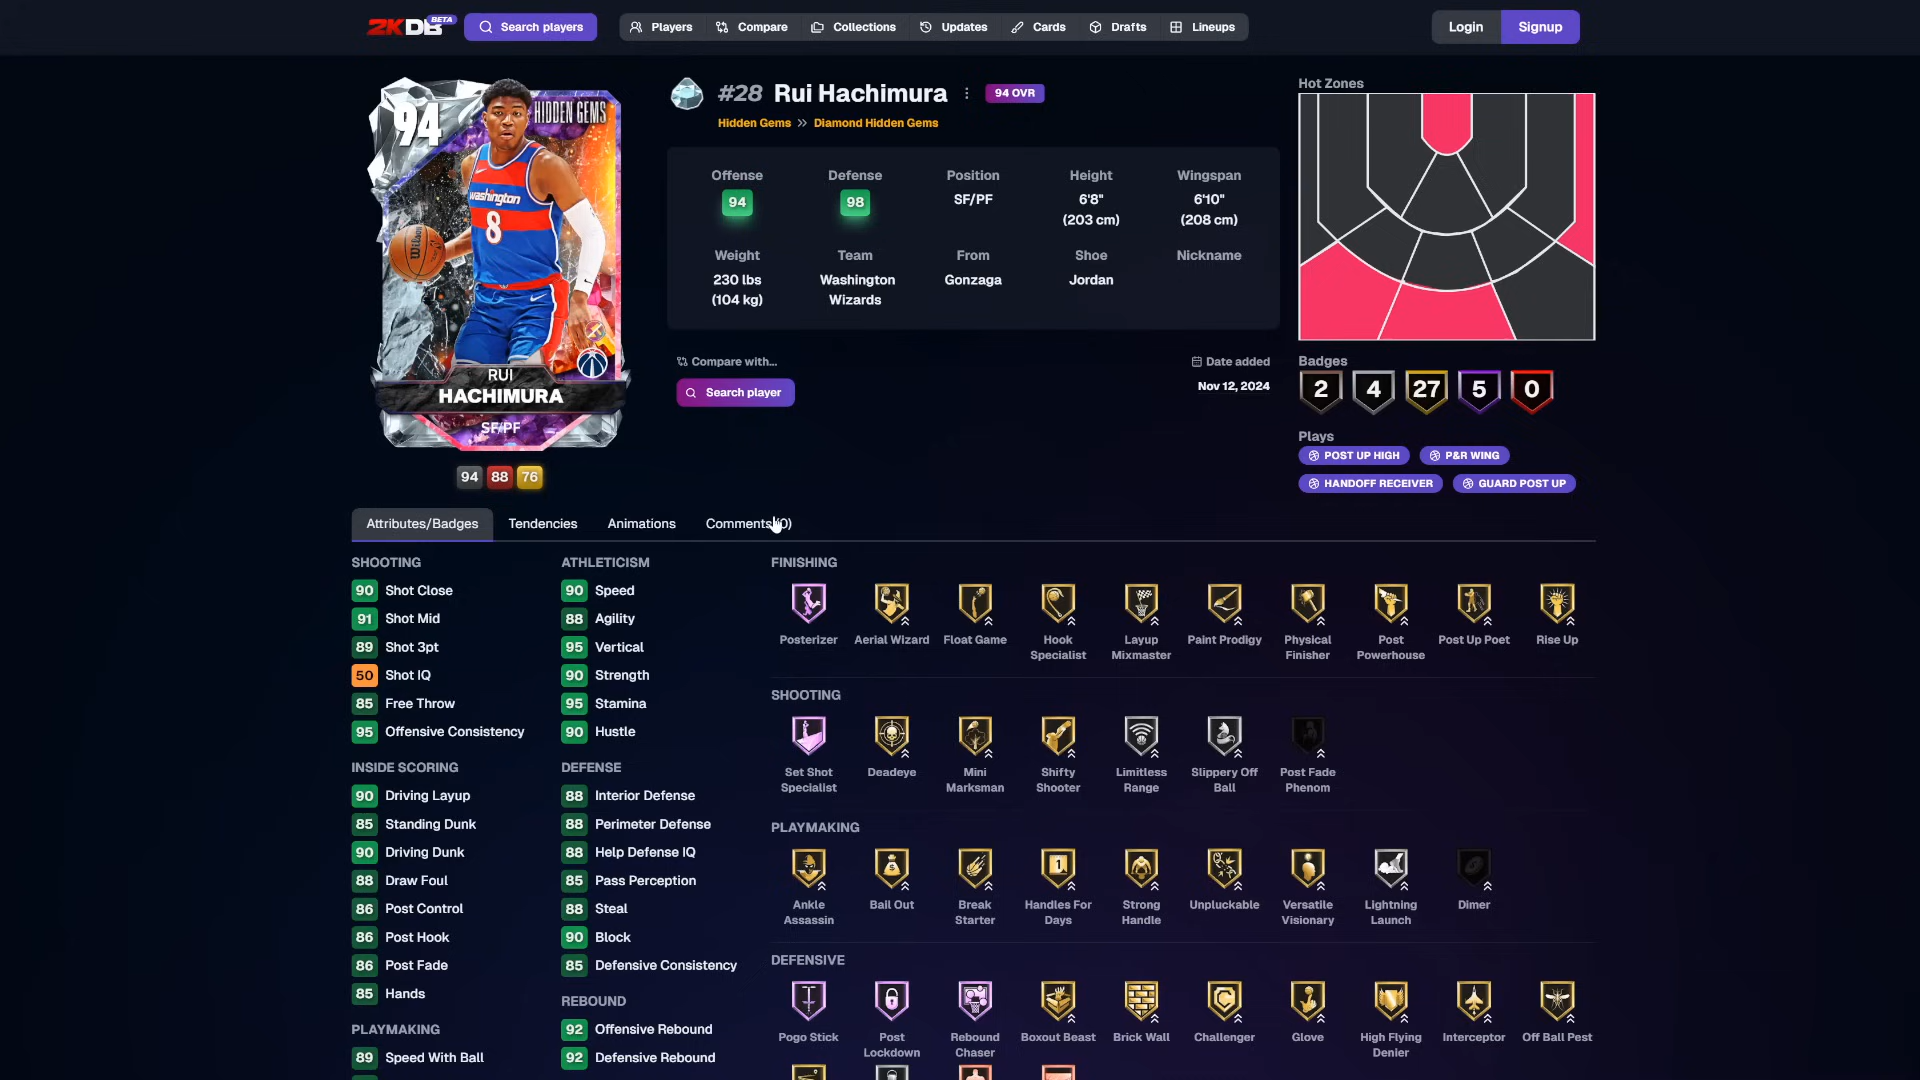 2KDB BETA
Search players
Players
Compare
Collections
Updates
Cards
Drafts
Lineups
Login
Signup
94
HIDDEN GEMS
washington
8
Wilson
RUI
HACHIMURA
SF/PF
94 88 76
#28 Rui Hachimura
94 OVR
Hidden Gems » Diamond Hidden Gems
Offense
94
Defense
98
Position
SF/PF
Height
6'8"
(203 cm)
Wingspan
6'10"
(208 cm)
Weight
230 lbs
(104 kg)
Team
Washington
Wizards
From
Gonzaga
Shoe
Jordan
Nickname
Compare with...
Search player
Date added
Nov 12, 2024
Hot Zones
Badges
2 4 27 5 0
Plays
POST UP HIGH
P&R WING
HANDOFF RECEIVER
GUARD POST UP
Attributes/Badges
Tendencies
Animations
Comments (0)
SHOOTING
90 Shot Close
91 Shot Mid
89 Shot 3pt
50 Shot IQ
85 Free Throw
95 Offensive Consistency
INSIDE SCORING
90 Driving Layup
85 Standing Dunk
90 Driving Dunk
88 Draw Foul
86 Post Control
86 Post Hook
86 Post Fade
85 Hands
PLAYMAKING
89 Speed With Ball
ATHLETICISM
90 Speed
88 Agility
95 Vertical
90 Strength
95 Stamina
90 Hustle
DEFENSE
88 Interior Defense
88 Perimeter Defense
88 Help Defense IQ
85 Pass Perception
88 Steal
90 Block
85 Defensive Consistency
REBOUND
92 Offensive Rebound
92 Defensive Rebound
FINISHING
Posterizer
Aerial Wizard
Float Game
Hook
Specialist
Layup
Mixmaster
Paint Prodigy
Physical
Finisher
Post
Powerhouse
Post Up Poet
Rise Up
SHOOTING
Set Shot
Specialist
Deadeye
Mini
Marksman
Shifty
Shooter
Limitless
Range
Slippery Off
Ball
Post Fade
Phenom
PLAYMAKING
Ankle
Assassin
Bail Out
Break
Starter
1
Handles For
Days
Strong
Handle
Unpluckable
Versatile
Visionary
Lightning
Launch
Dimer
DEFENSIVE
Pogo Stick
Post
Lockdown
Rebound
Chaser
Boxout Beast
Brick Wall
Challenger
Glove
High Flying
Denier
Interceptor
Off Ball Pest